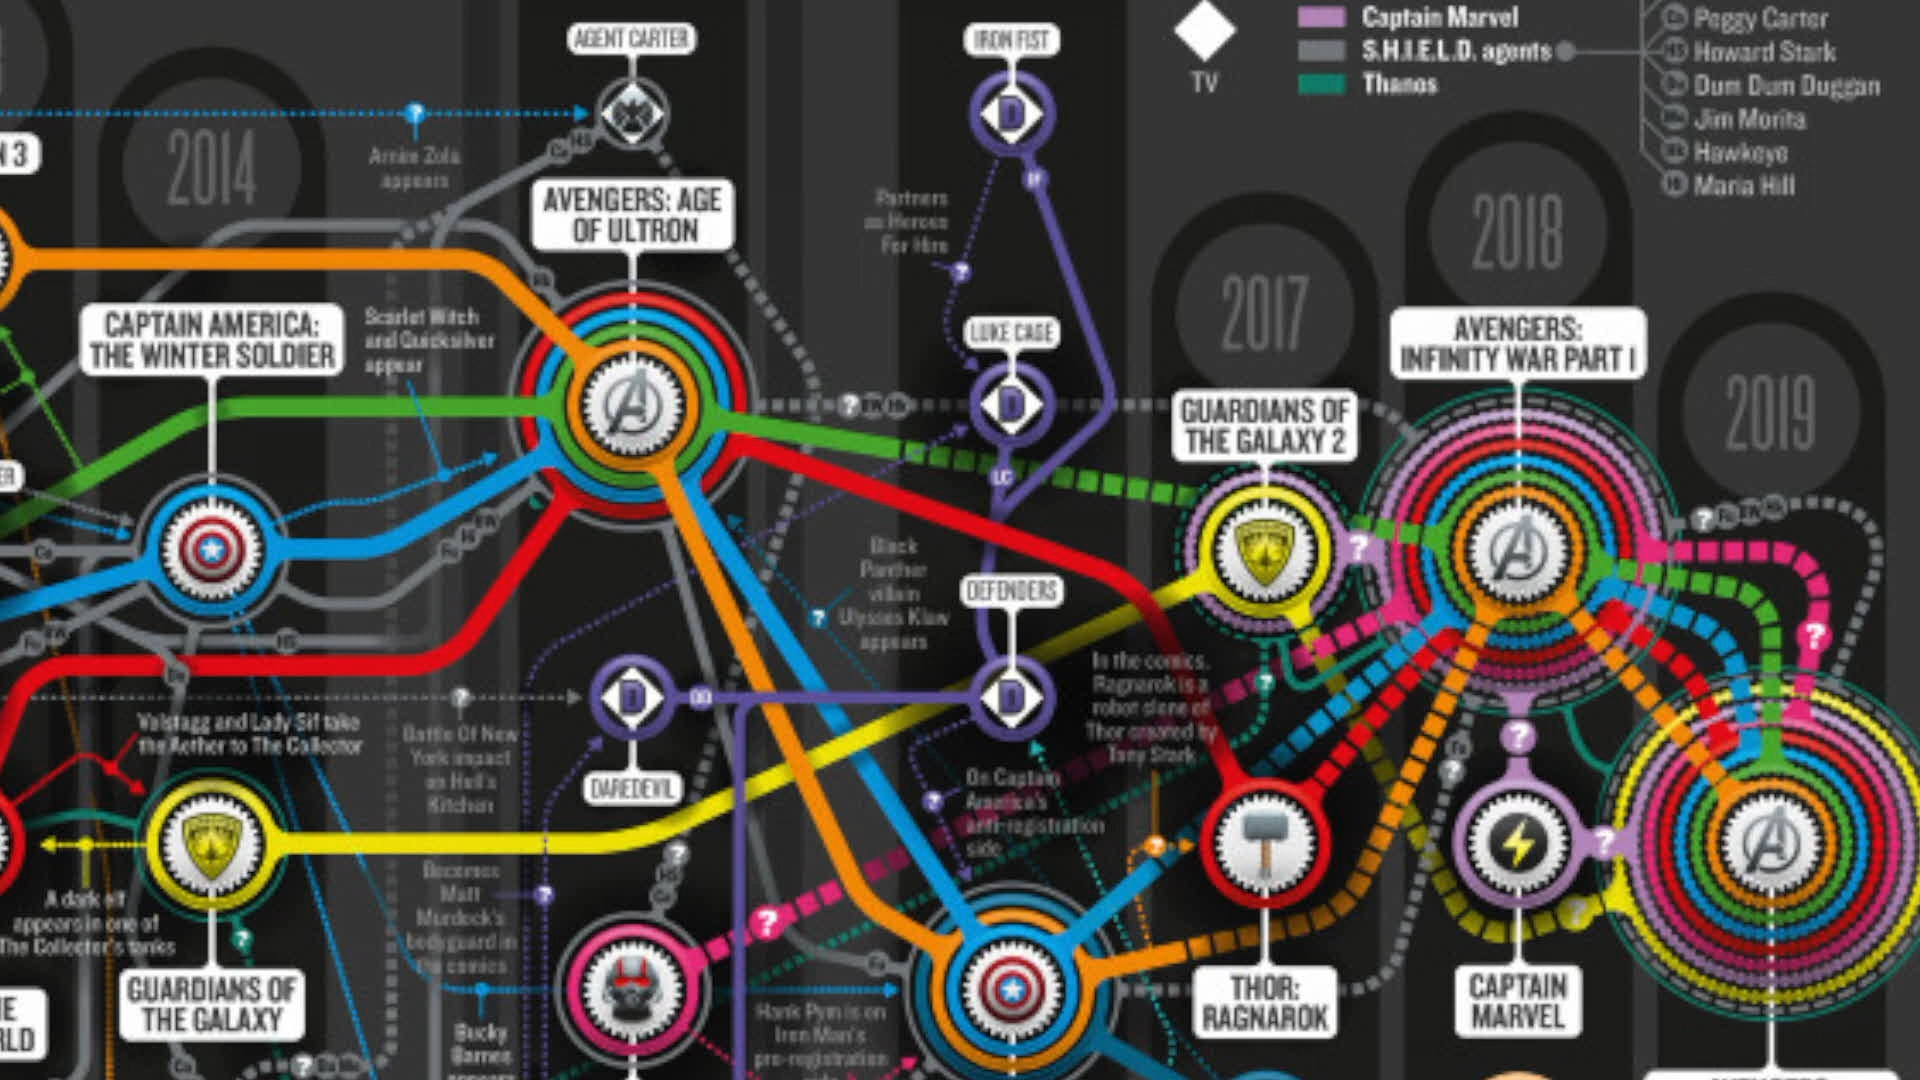 AGENT CARTER
IRON FIST
TV
Captain Marvel
S.H.I.E.L.D. agents
Thanos
Peggy Carter
Howard Stark
Dum Dum Duggan
Jim Morita
Hawkeye
Maria Hill
N 3
2014
Arnim Zola
appears
AVENGERS: AGE
OF ULTRON
Partners
as Heroes
For Hire
2017
2018
2019
CAPTAIN AMERICA:
THE WINTER SOLDIER
Scarlet Witch
and Quicksilver
appear
LUKE CAGE
LC
AVENGERS:
INFINITY WAR PART I
GUARDIANS OF
THE GALAXY 2
ER
Black
Panther
villain
Ulysses Klaw
appears
DEFENDERS
In the comics,
Ragnarok is a
robot clone of
Thor created by
Tony Stark
Volstagg and Lady Sif take
the Aether to The Collector
Battle Of New
York impact
on Hell's
Kitchen
DAREDEVIL
On Captain
America's
anti-registration
side
A dark elf
appears in one of
The Collector's tanks
Becomes
Matt
Murdock's
bodyguard in
the comics
GUARDIANS OF
THE GALAXY
Bucky
Barnes
Hank Pym is on
Iron Man's
pro-registration
THOR:
RAGNAROK
CAPTAIN
MARVEL
RLD